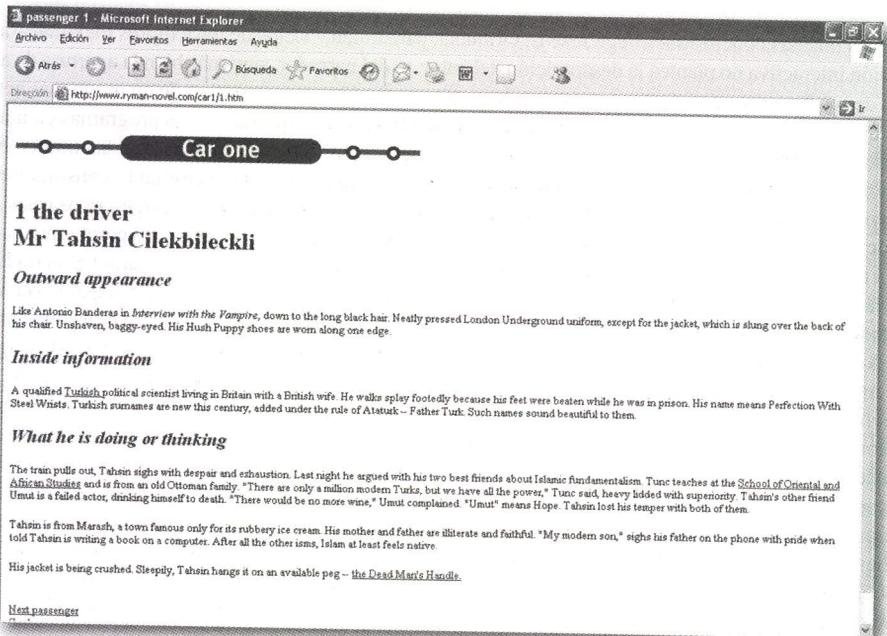 passenger 1 - Microsoft Internet Explorer
Archivo Edición Ver Favoritos Herramientas Ayuda
Atrás Búsqueda Favoritos
Dirección http://www.ryman-novel.com/car1/1.htm Ir
Car one
1 the driver
Mr Tahsin Cilekbileckli
Outward appearance
Like Antonio Banderas in Interview with the Vampire, down to the long black hair. Neatly pressed London Underground uniform, except for the jacket, which is slung over the back of
his chair. Unshaven, baggy-eyed. His Hush Puppy shoes are worn along one edge.
Inside information
A qualified Turkish political scientist living in Britain with a British wife. He walks splay footedly because his feet were beaten while he was in prison. His name means Perfection With
Steel Wrists. Turkish surnames are new this century, added under the rule of Ataturk -- Father Turk. Such names sound beautiful to them.
What he is doing or thinking
The train pulls out, Tahsin sighs with despair and exhaustion. Last night he argued with his two best friends about Islamic fundamentalism. Tunc teaches at the School of Oriental and
African Studies and is from an old Ottoman family. "There are only a million modern Turks, but we have all the power," Tunc said, heavy lidded with superiority. Tahsin's other friend
Umut is a failed actor, drinking himself to death. "There would be no more wine," Umut complained. "Umut" means Hope. Tahsin lost his temper with both of them.
Tahsin is from Marash, a town famous only for its rubbery ice cream. His mother and father are illiterate and faithful. "My modern son," sighs his father on the phone with pride when
told Tahsin is writing a book on a computer. After all the other isms, Islam at least feels native.
His jacket is being crushed. Sleepily, Tahsin hangs it on an available peg -- the Dead Man's Handle.
Next passenger